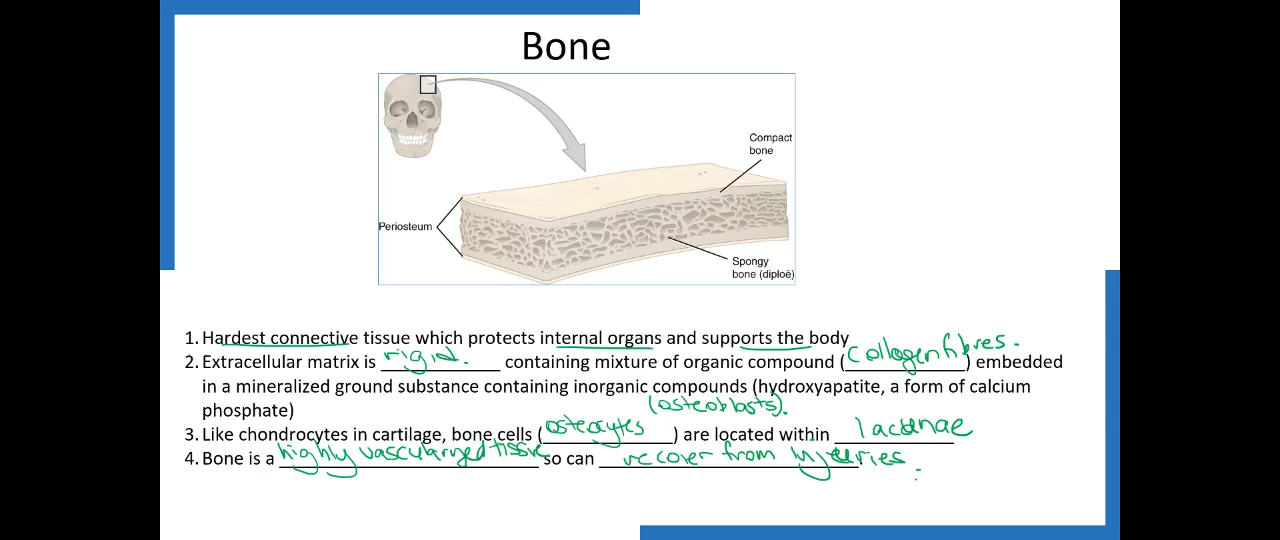 Bone
Compact
bone
Periosteum
Spongy
bone (diploë)
1. Hardest connective tissue which protects internal organs and supports the body
2. Extracellular matrix is rigid. containing mixture of organic compound (collagen fibres.) embedded
in a mineralized ground substance containing inorganic compounds (hydroxyapatite, a form of calcium
phosphate)
(osteoblasts).
3. Like chondrocytes in cartilage, bone cells (osteocytes) are located within lacunae
4. Bone is a highly vascularized tissue so can recover from injuries.